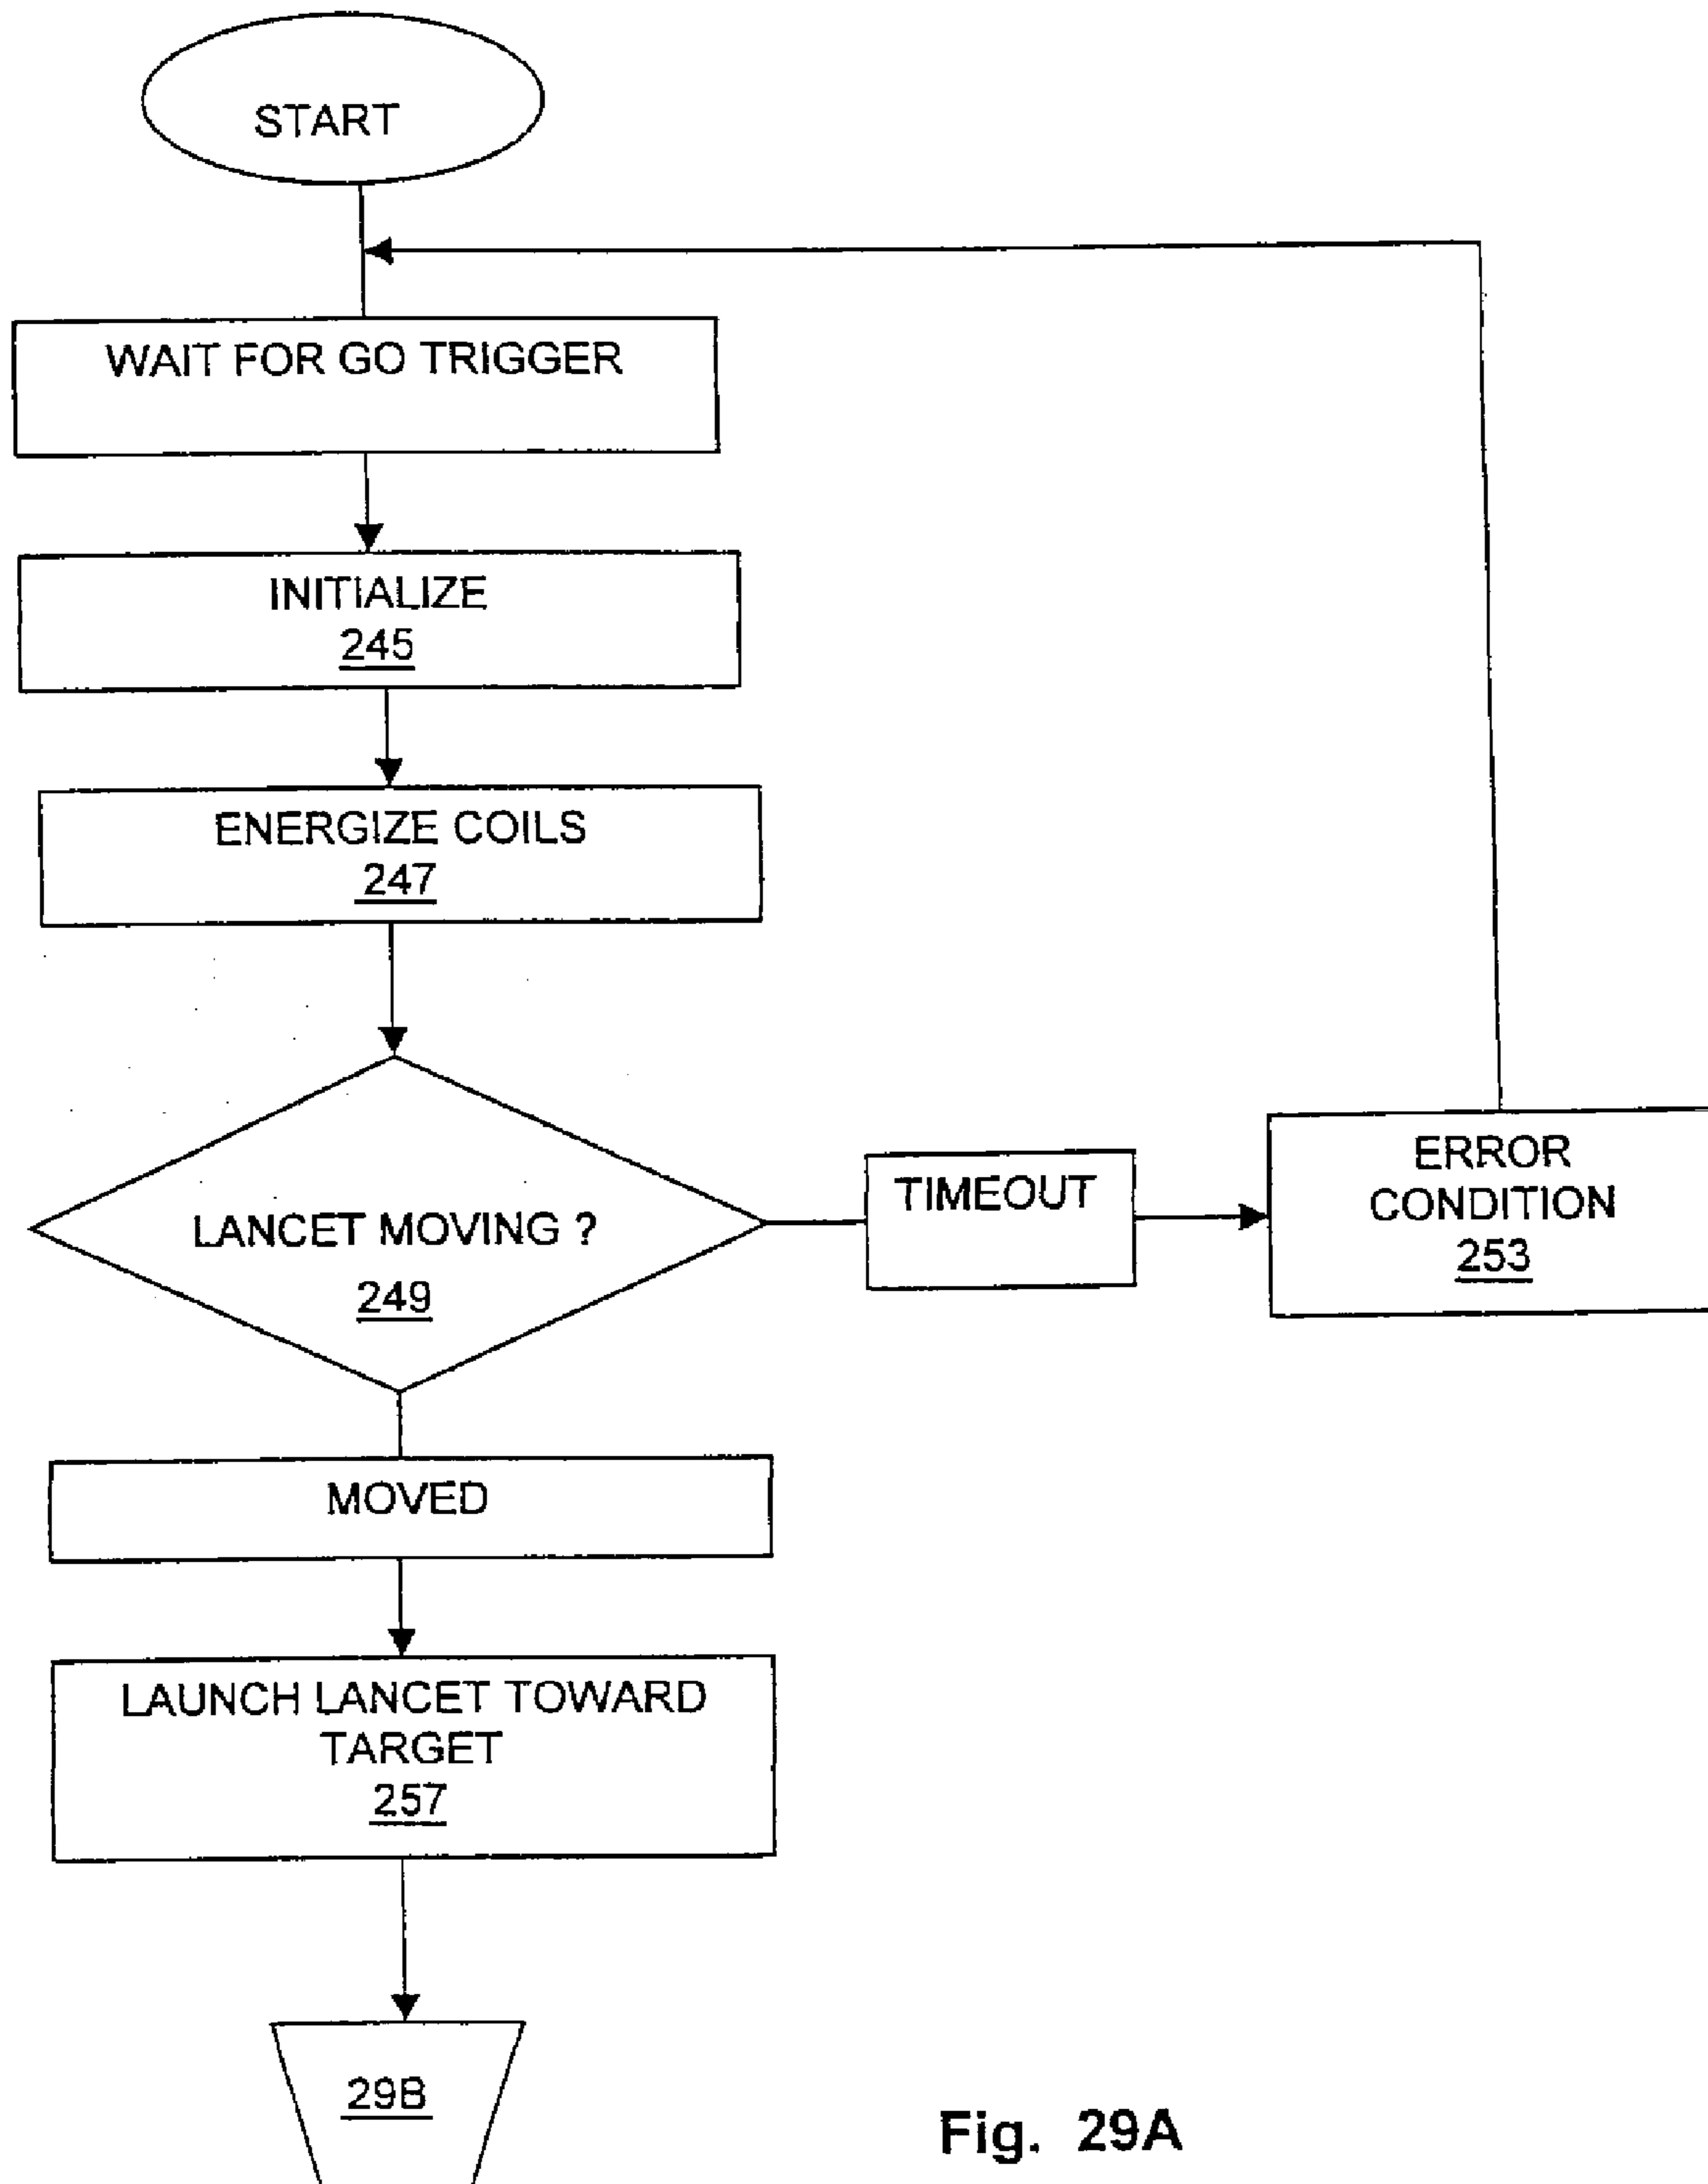 START
WAIT FOR GO TRIGGER
INITIALIZE
245
ENERGIZE COILS
247
LANCET MOVING ?
249
TIMEOUT
ERROR
CONDITION
253
MOVED
LAUNCH LANCET TOWARD
TARGET
257
29B
Fig. 29A